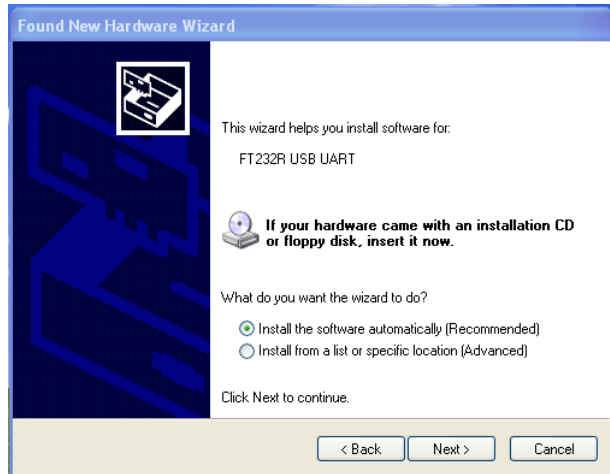 Found New Hardware Wizard
This wizard helps you install software for:
FT232R USB UART
If your hardware came with an installation CD
or floppy disk, insert it now.
What do you want the wizard to do?
Install the software automatically (Recommended)
Install from a list or specific location (Advanced)
Click Next to continue.
< Back
Next >
Cancel